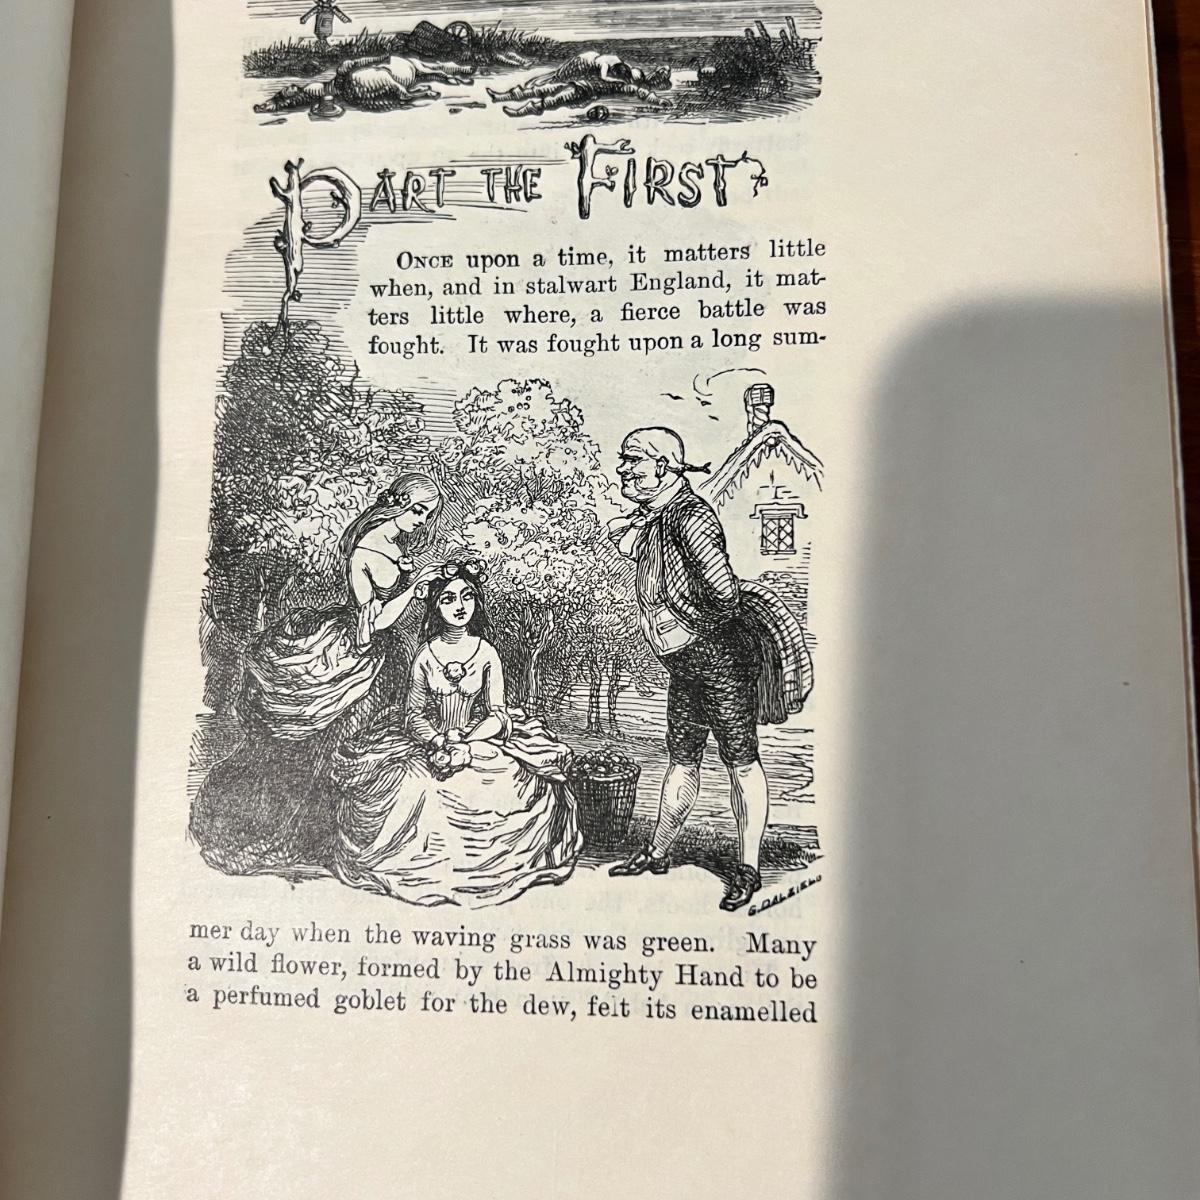 PART THE FIRST
ONCE upon a time, it matters little
when, and in stalwart England, it mat-
ters little where, a fierce battle was
fought. It was fought upon a long sum-
G. DALZIEL
mer day when the waving grass was green. Many
a wild flower, formed by the Almighty Hand to be
a perfumed goblet for the dew, felt its enamelled